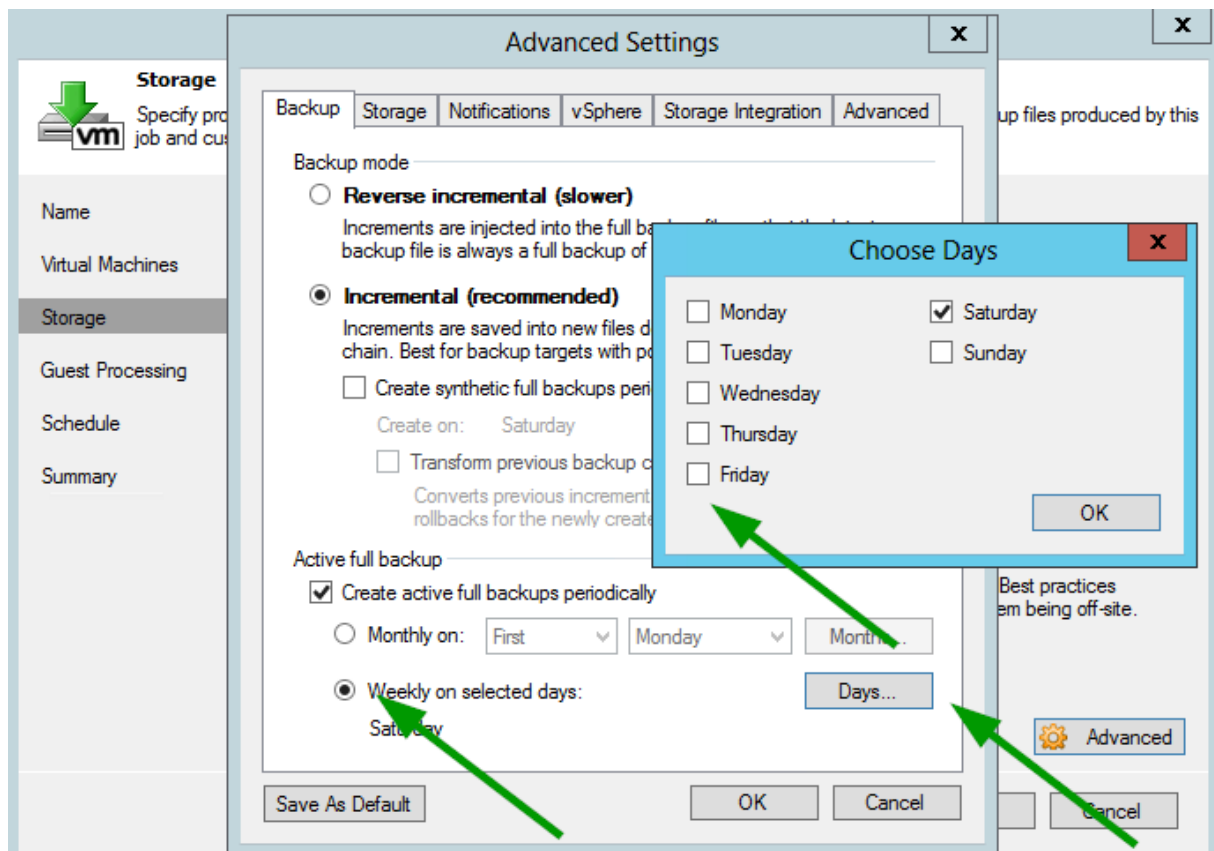 Advanced Settings
x
x
Storage
Specify pro
job and cus
up files produced by this
vm
Name
Virtual Machines
Storage
Guest Processing
Schedule
Summary
Backup
Storage
Notifications
vSphere
Storage Integration
Advanced
Backup mode
Reverse incremental (slower)
Increments are injected into the full ba
backup file is always a full backup of
Incremental (recommended)
Increments are saved into new files d
chain. Best for backup targets with po
Create synthetic full backups peri
Create on: Saturday
Transform previous backup c
Converts previous increment
rollbacks for the newly create
Choose Days
x
Monday
Tuesday
Wednesday
Thursday
Friday
Saturday
Sunday
OK
Active full backup
Create active full backups periodically
Monthly on: First Monday Months...
Weekly on selected days: Days...
Saturday
Best practices
em being off-site.
Advanced
Save As Default
OK
Cancel
Cancel